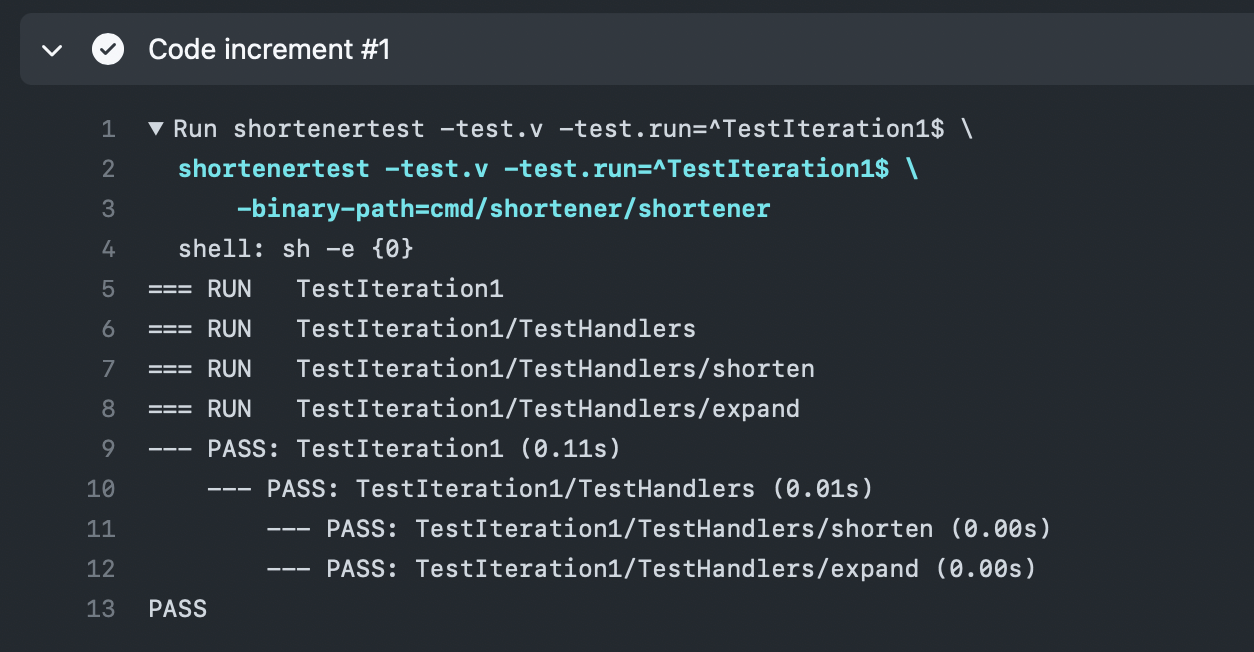 Code increment #1
1 ▼ Run shortenertest -test.v -test.run=^TestIteration1$ \
2 shortenertest -test.v -test.run=^TestIteration1$ \
3 -binary-path=cmd/shortener/shortener
4 shell: sh -e {0}
5 === RUN   TestIteration1
6 === RUN   TestIteration1/TestHandlers
7 === RUN   TestIteration1/TestHandlers/shorten
8 === RUN   TestIteration1/TestHandlers/expand
9 --- PASS: TestIteration1 (0.11s)
10 --- PASS: TestIteration1/TestHandlers (0.01s)
11 --- PASS: TestIteration1/TestHandlers/shorten (0.00s)
12 --- PASS: TestIteration1/TestHandlers/expand (0.00s)
13 PASS